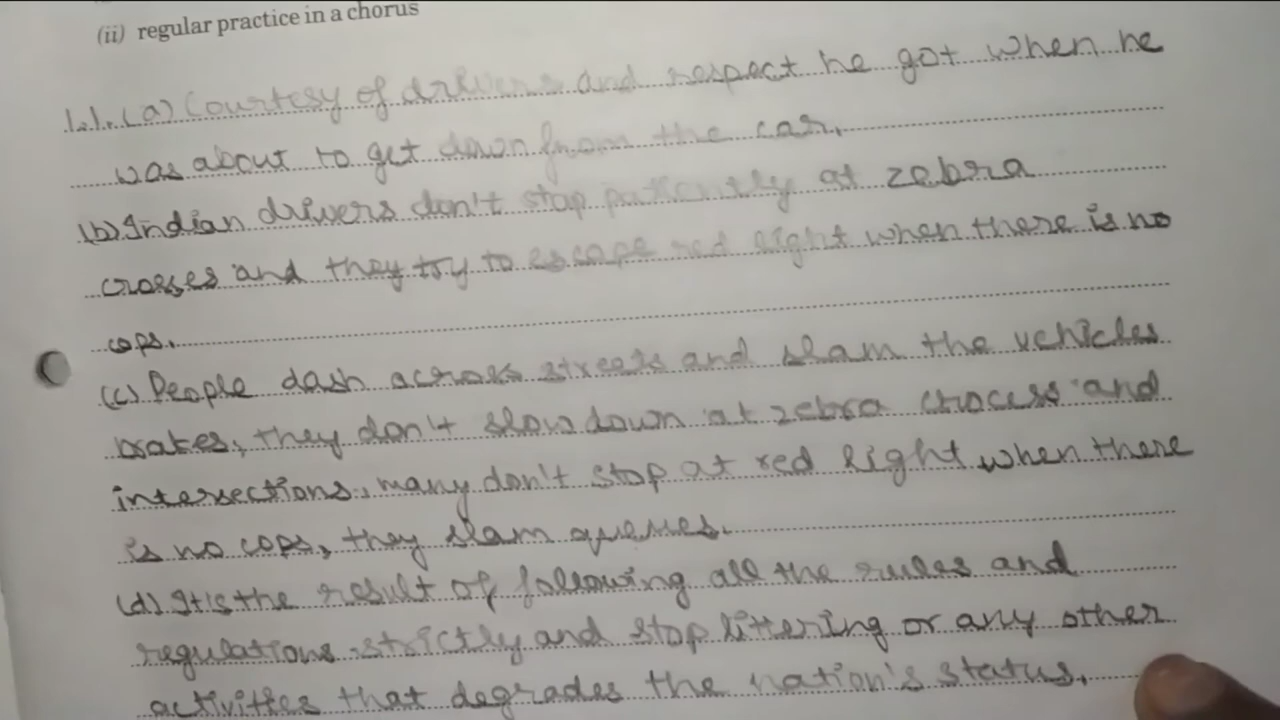 (ii) regular practice in a chorus
1.1. (a) Courtesy of drivers and respect he got when he
was about to get down from the car.
(b) Indian drivers don't stop patiently at zebra
crosses and they try to escape red light when there is no
cops.
(c) People dash across streets and slam the vehicles
brakes, they don't slow down at zebra crocess and
intersections, many don't stop at red light when there
is no cops, they slam queues.
(d) It is the result of following all the rules and
regulations strictly and stop littering or any other
activities that degrades the nation's status.